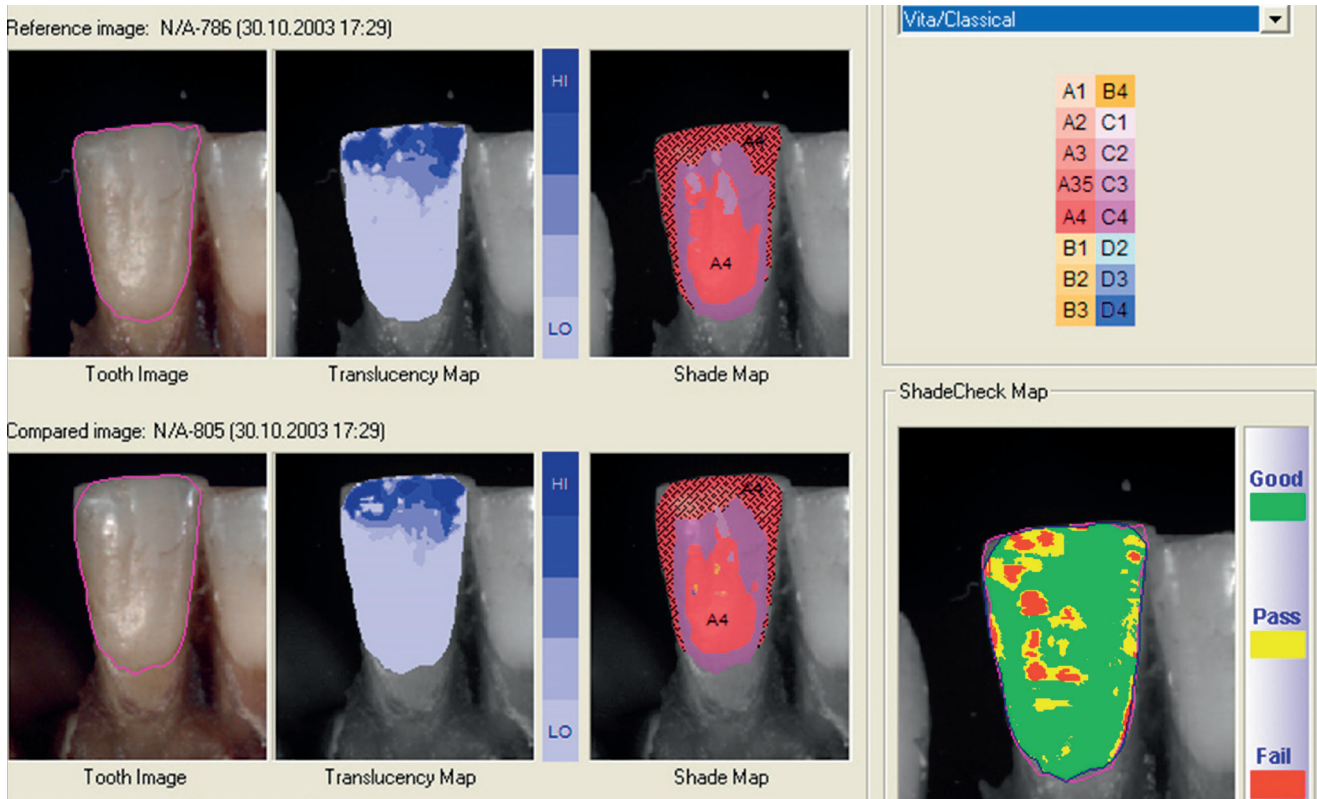 Reference image: N/A-786 (30.10.2003 17:29)
HI
LO
A4
A4
Tooth Image
Translucency Map
Shade Map
Compared image: N/A-805 (30.10.2003 17:29)
HI
LO
A4
A4
Tooth Image
Translucency Map
Shade Map
Vita/Classical
A1 B4
A2 C1
A3 C2
A35 C3
A4 C4
B1 D2
B2 D3
B3 D4
ShadeCheck Map
Good
Pass
Fail